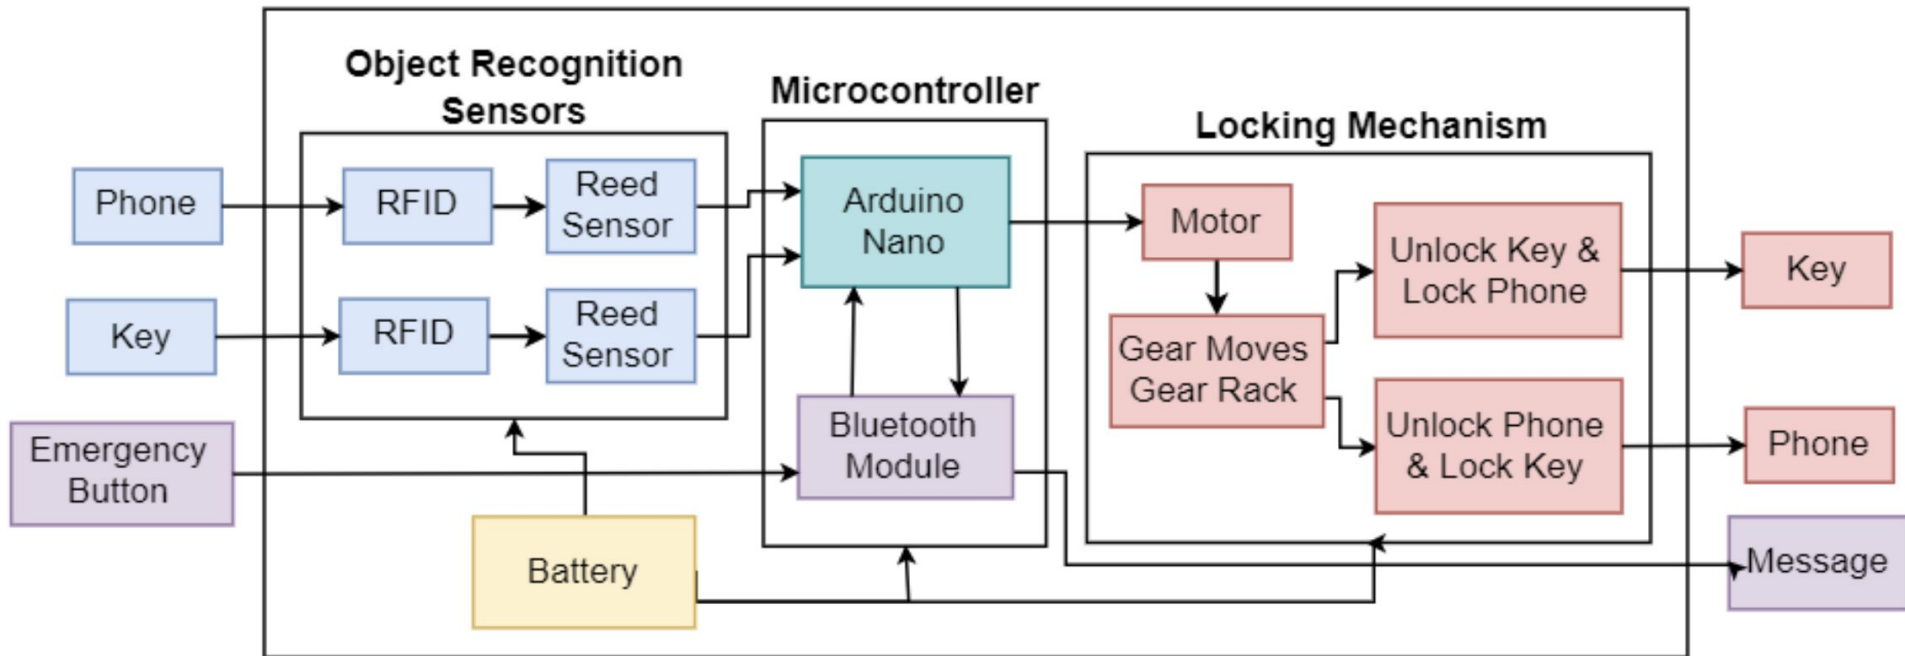 Object Recognition
Sensors
Microcontroller
Locking Mechanism
Phone
RFID
Reed
Sensor
Arduino
Nano
Motor
Unlock Key &
Lock Phone
Key
Key
RFID
Reed
Sensor
Gear Moves
Gear Rack
Emergency
Button
Bluetooth
Module
Unlock Phone
& Lock Key
Phone
Battery
Message